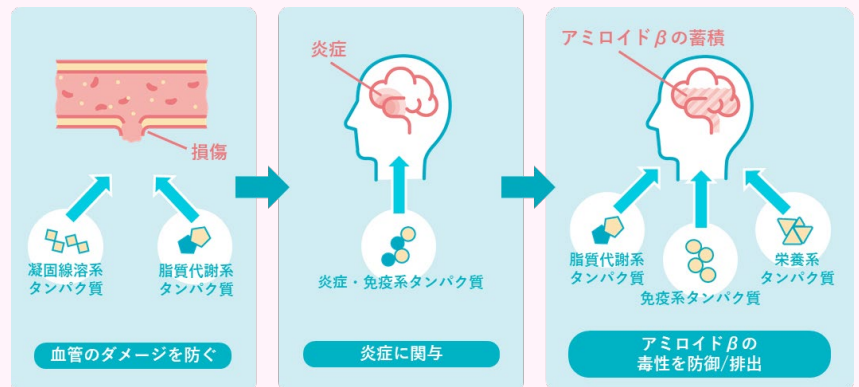 損傷
凝固線溶系
タンパク質
脂質代謝系
タンパク質
血管のダメージを防ぐ
炎症
炎症・免疫系タンパク質
炎症に関与
アミロイドβの蓄積
脂質代謝系
タンパク質
免疫系タンパク質
栄養系
タンパク質
アミロイドβの
毒性を防御/排出